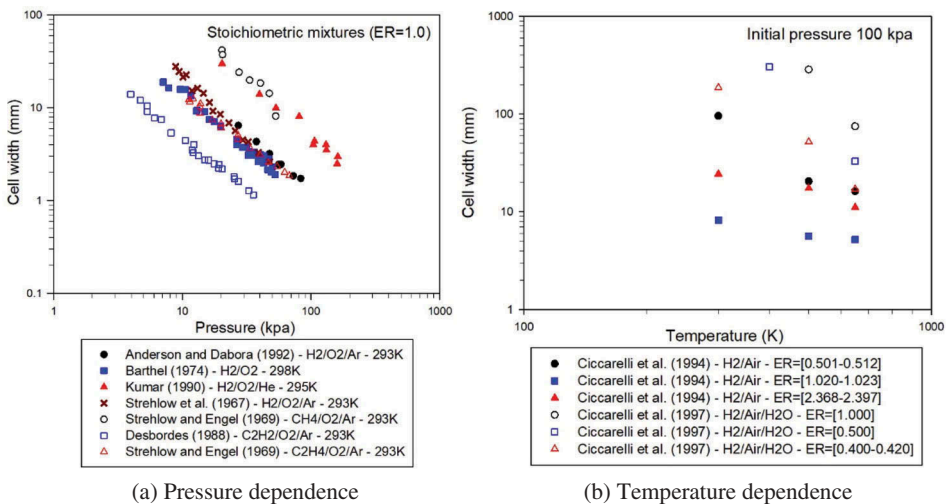 Stoichiometric mixtures (ER=1.0)
100
10
1
0.1
Cell width (mm)
1
10
100
1000
Pressure (kpa)
Anderson and Dabora (1992) - H2/O2/Ar - 293K
Barthel (1974) - H2/O2 - 298K
Kumar (1990) - H2/O2/He - 295K
Strehlow et al. (1967) - H2/O2/Ar - 293K
Strehlow and Engel (1969) - CH4/O2/Ar - 293K
Desbordes (1988) - C2H2/O2/Ar - 293K
Strehlow and Engel (1969) - C2H4/O2/Ar - 293K
(a) Pressure dependence
Initial pressure 100 kpa
1000
100
10
1
Cell width (mm)
100
1000
Temperature (K)
Ciccarelli et al. (1994) - H2/Air - ER=[0.501-0.512]
Ciccarelli et al. (1994) - H2/Air - ER=[1.020-1.023]
Ciccarelli et al. (1994) - H2/Air - ER=[2.368-2.397]
Ciccarelli et al. (1997) - H2/Air/H2O - ER=[1.000]
Ciccarelli et al. (1997) - H2/Air/H2O - ER=[0.500]
Ciccarelli et al. (1997) - H2/Air/H2O - ER=[0.400-0.420]
(b) Temperature dependence